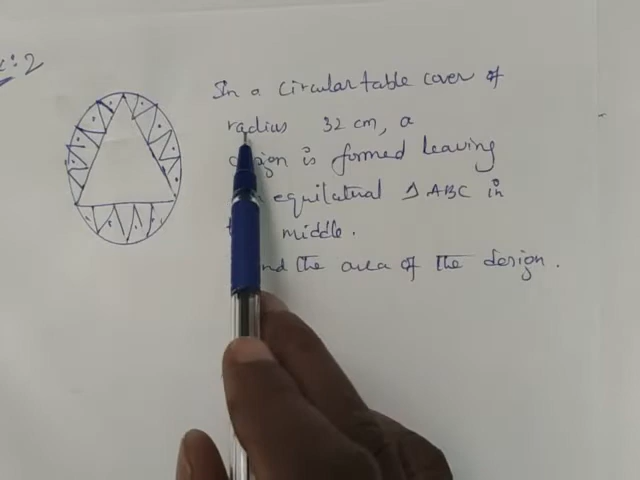 : 2
In a circular table cover of
radius 32 cm, a
is formed leaving
equilatual Δ ABC in
middle.
the area of the design.